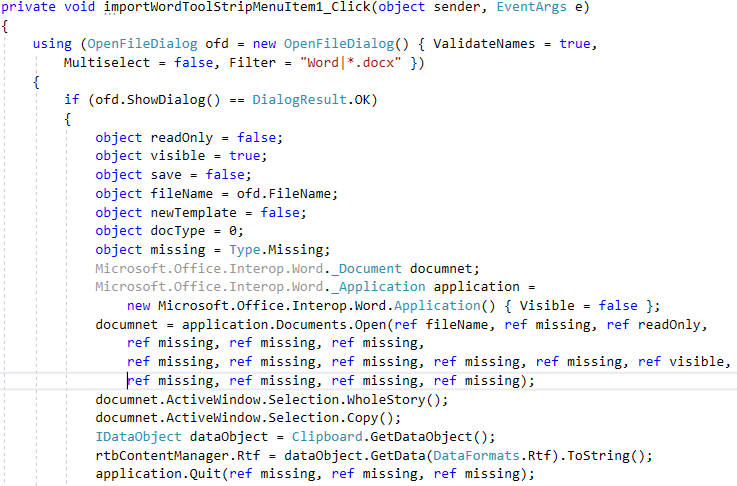 private void importWordToolStripMenuItem1_Click(object sender, EventArgs e)
{
using (OpenFileDialog ofd = new OpenFileDialog() { ValidateNames = true,
Multiselect = false, Filter = "Word|*.docx" })
{
if (ofd.ShowDialog() == DialogResult.OK)
{
object readOnly = false;
object visible = true;
object save = false;
object fileName = ofd.FileName;
object newTemplate = false;
object docType = 0;
object missing = Type.Missing;
Microsoft.Office.Interop.Word._Document documnet;
Microsoft.Office.Interop.Word._Application application =
new Microsoft.Office.Interop.Word.Application() { Visible = false };
documnet = application.Documents.Open(ref fileName, ref missing, ref readOnly,
ref missing, ref missing, ref missing,
ref missing, ref missing, ref missing, ref missing, ref missing, ref visible,
ref missing, ref missing, ref missing, ref missing);
documnet.ActiveWindow.Selection.WholeStory();
documnet.ActiveWindow.Selection.Copy();
IDataObject dataObject = Clipboard.GetDataObject();
rtbContentManager.Rtf = dataObject.GetData(DataFormats.Rtf).ToString();
application.Quit(ref missing, ref missing, ref missing);